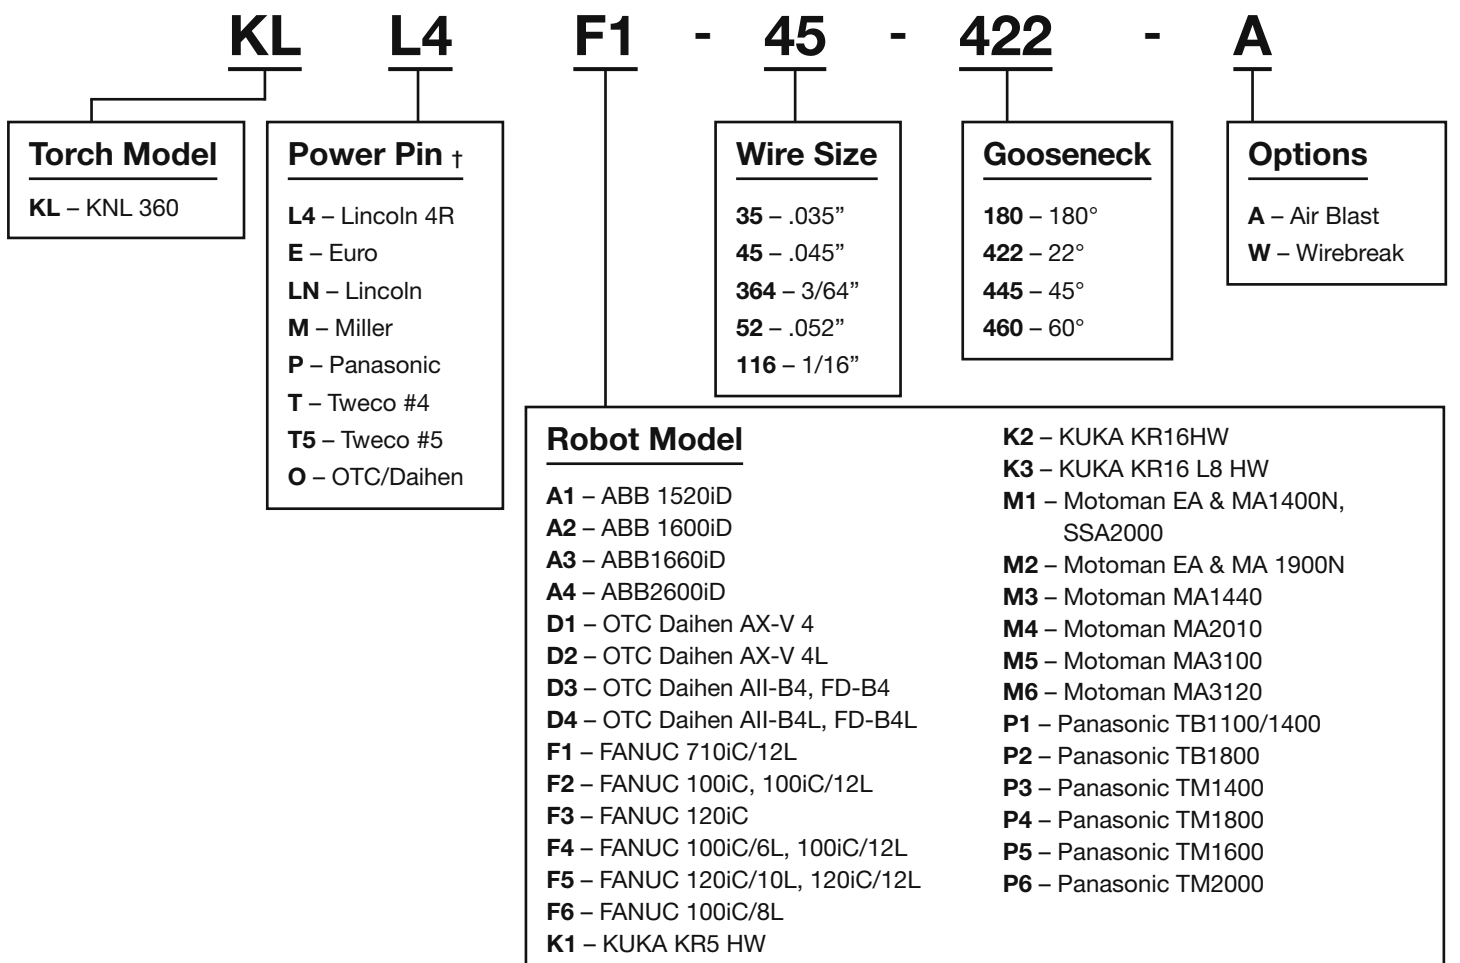 KL L4 F1 - 45 - 422 - A
Torch Model
KL – KNL 360
Power Pin †
L4 – Lincoln 4R
E – Euro
LN – Lincoln
M – Miller
P – Panasonic
T – Tweco #4
T5 – Tweco #5
O – OTC/Daihen
Wire Size
35 – .035”
45 – .045”
364 – 3/64”
52 – .052”
116 – 1/16”
Gooseneck
180 – 180°
422 – 22°
445 – 45°
460 – 60°
Options
A – Air Blast
W – Wirebreak
Robot Model
A1 – ABB 1520iD
A2 – ABB 1600iD
A3 – ABB1660iD
A4 – ABB2600iD
D1 – OTC Daihen AX-V 4
D2 – OTC Daihen AX-V 4L
D3 – OTC Daihen AII-B4, FD-B4
D4 – OTC Daihen AII-B4L, FD-B4L
F1 – FANUC 710iC/12L
F2 – FANUC 100iC, 100iC/12L
F3 – FANUC 120iC
F4 – FANUC 100iC/6L, 100iC/12L
F5 – FANUC 120iC/10L, 120iC/12L
F6 – FANUC 100iC/8L
K1 – KUKA KR5 HW
K2 – KUKA KR16HW
K3 – KUKA KR16 L8 HW
M1 – Motoman EA & MA1400N,
SSA2000
M2 – Motoman EA & MA 1900N
M3 – Motoman MA1440
M4 – Motoman MA2010
M5 – Motoman MA3100
M6 – Motoman MA3120
P1 – Panasonic TB1100/1400
P2 – Panasonic TB1800
P3 – Panasonic TM1400
P4 – Panasonic TM1800
P5 – Panasonic TM1600
P6 – Panasonic TM2000